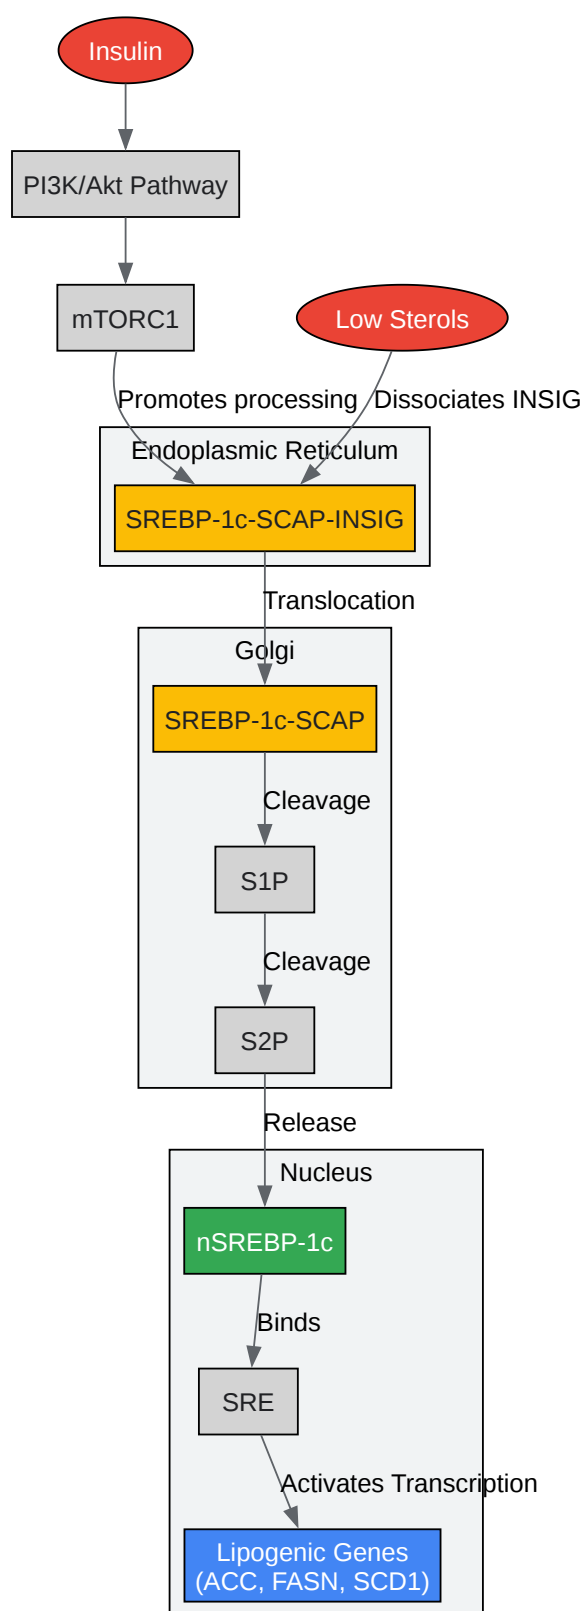 Insulin
PI3K/Akt Pathway
mTORC1
Low Sterols
Promotes processing
Dissociates INSIG
Endoplasmic Reticulum
SREBP-1c-SCAP-INSIG
Translocation
Golgi
SREBP-1c-SCAP
Cleavage
S1P
Cleavage
S2P
Release
Nucleus
nSREBP-1c
Binds
SRE
Activates Transcription
Lipogenic Genes
(ACC, FASN, SCD1)